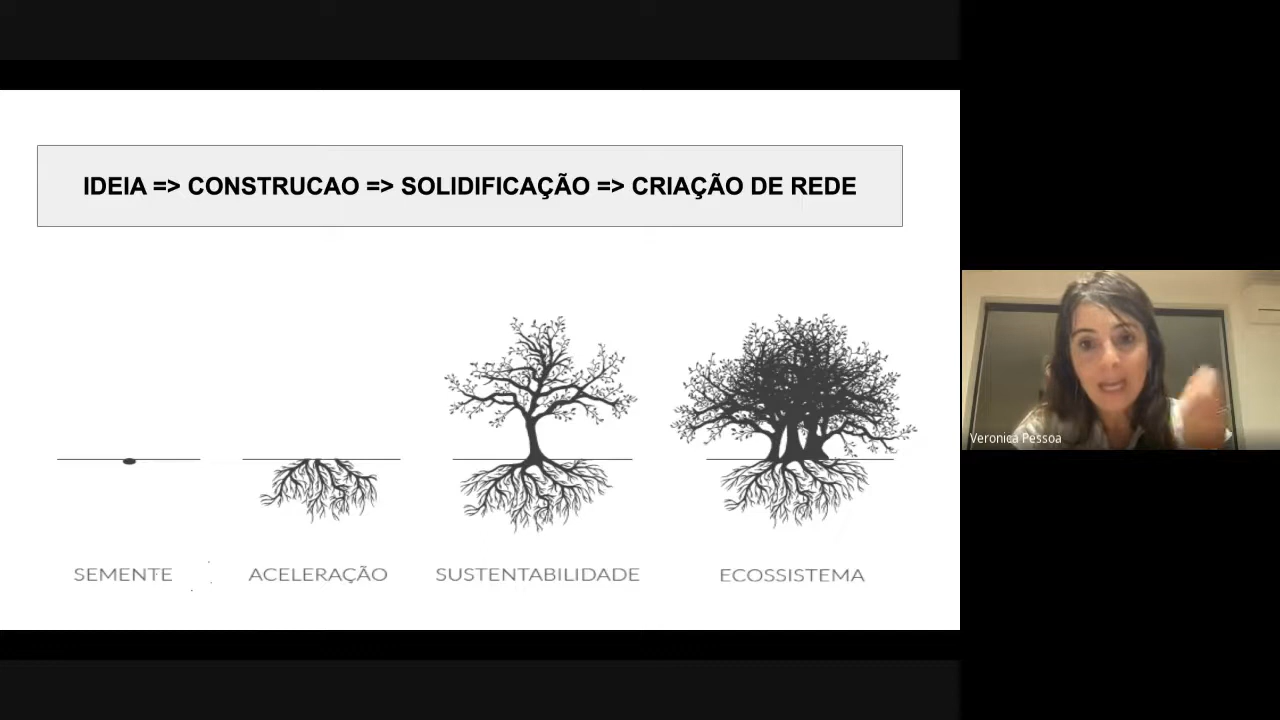 IDEIA => CONSTRUCAO => SOLIDIFICAÇÃO => CRIAÇÃO DE REDE
SEMENTE
ACELERAÇÃO
SUSTENTABILIDADE
ECOSSISTEMA
Veronica Pessoa